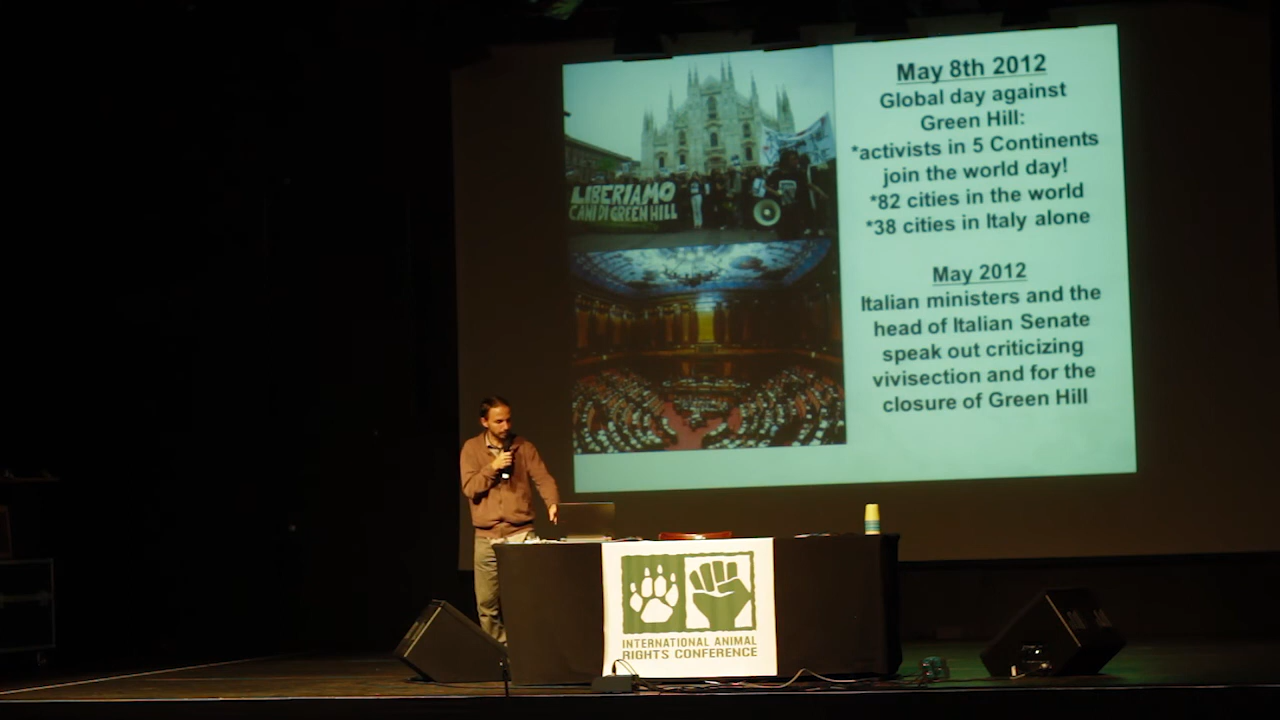 May 8th 2012
Global day against
Green Hill:
*activists in 5 Continents
join the world day!
*82 cities in the world
*38 cities in Italy alone
May 2012
Italian ministers and the
head of Italian Senate
speak out criticizing
vivisection and for the
closure of Green Hill
LIBERIAMO
CANI DI GREEN HILL
INTERNATIONAL ANIMAL
RIGHTS CONFERENCE